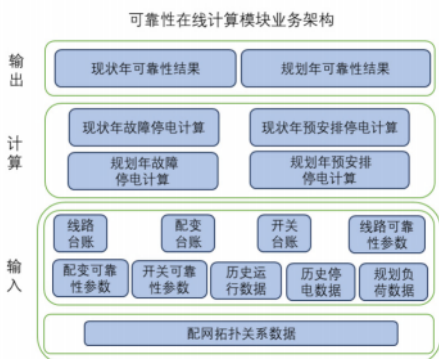 可靠性在线计算模块业务架构
输出
现状年可靠性结果
规划年可靠性结果
计算
现状年故障停电计算
现状年预安排停电计算
规划年故障
停电计算
规划年预安排
停电计算
输入
线路
台账
配变
台账
开关
台账
线路可靠
性参数
配变可靠
性参数
开关可靠
性参数
历史运
行数据
历史停
电数据
规划负
荷数据
配网拓扑关系数据